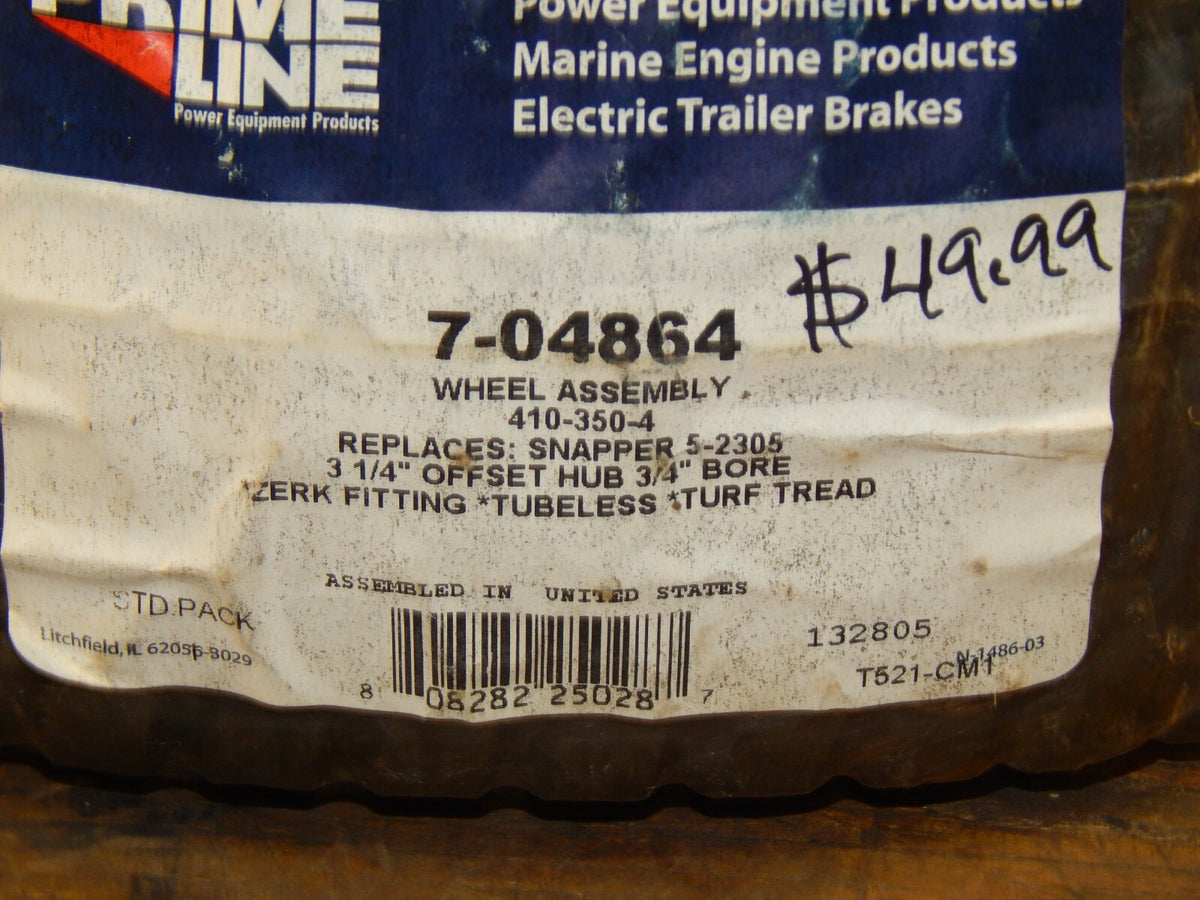 PRIME
LINE
Power Equipment Products
Power Equipment Products
Marine Engine Products
Electric Trailer Brakes
$49.99
7-04864
WHEEL ASSEMBLY
410-350-4
REPLACES: SNAPPER 5-2305
3 1/4" OFFSET HUB 3/4" BORE
*ZERK FITTING *TUBELESS *TURF TREAD
ASSEMBLED IN UNITED STATES
STD.PACK
1
Litchfield, IL 62056-3029
132805
N-1486-03
T521-CM1
8 08282 25028 7